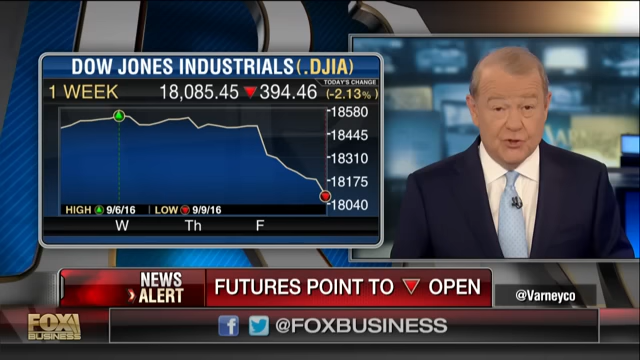 DOW JONES INDUSTRIALS(.DJIA)
1 WEEK 18,085.45 394.46 TODAY'S CHANGE (-2.13%)
18580
18445
18310
18175
18040
HIGH 9/6/16 LOW 9/9/16
W Th F
NEWS ALERT
FUTURES POINT TO OPEN
@Varneyco
FOX BUSINESS
@FOXBUSINESS